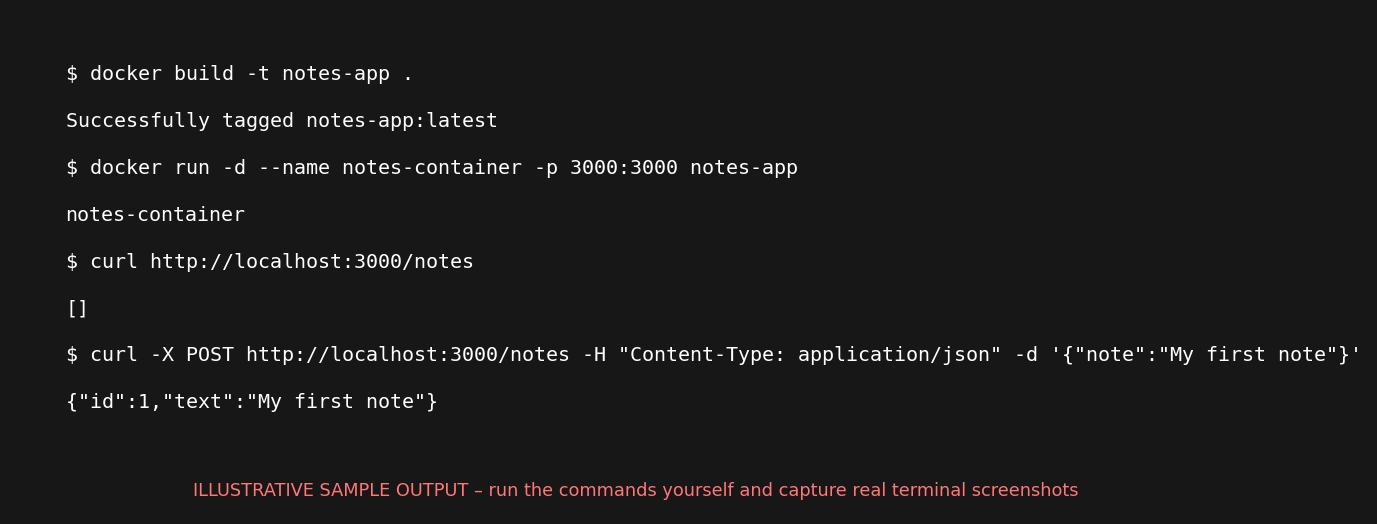 $ docker build -t notes-app .
Successfully tagged notes-app:latest
$ docker run -d --name notes-container -p 3000:3000 notes-app
notes-container
$ curl http://localhost:3000/notes
[]
$ curl -X POST http://localhost:3000/notes -H "Content-Type: application/json" -d '{"note":"My first note"}'
{"id":1,"text":"My first note"}
ILLUSTRATIVE SAMPLE OUTPUT – run the commands yourself and capture real terminal screenshots